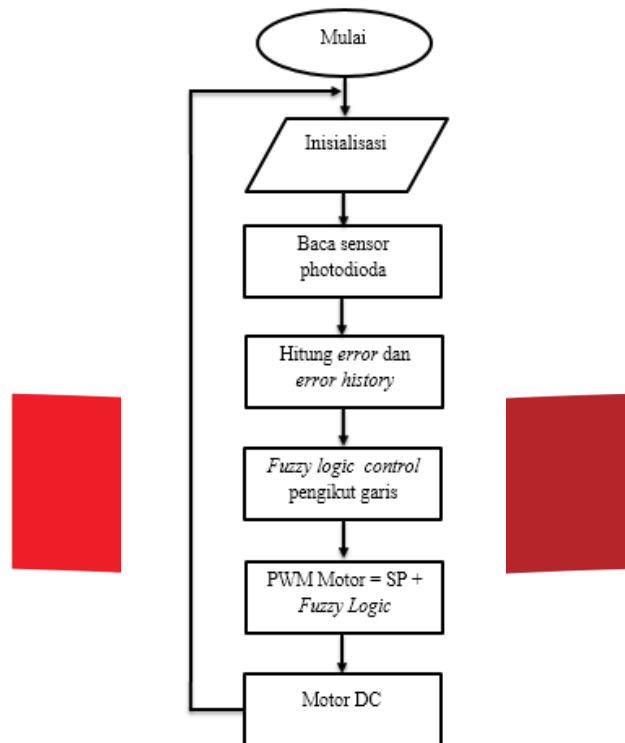 Mulai
Inisialisasi
Baca sensor
photodioda
Hitung error dan
error history
Fuzzy logic control
pengikut garis
PWM Motor = SP +
Fuzzy Logic
Motor DC